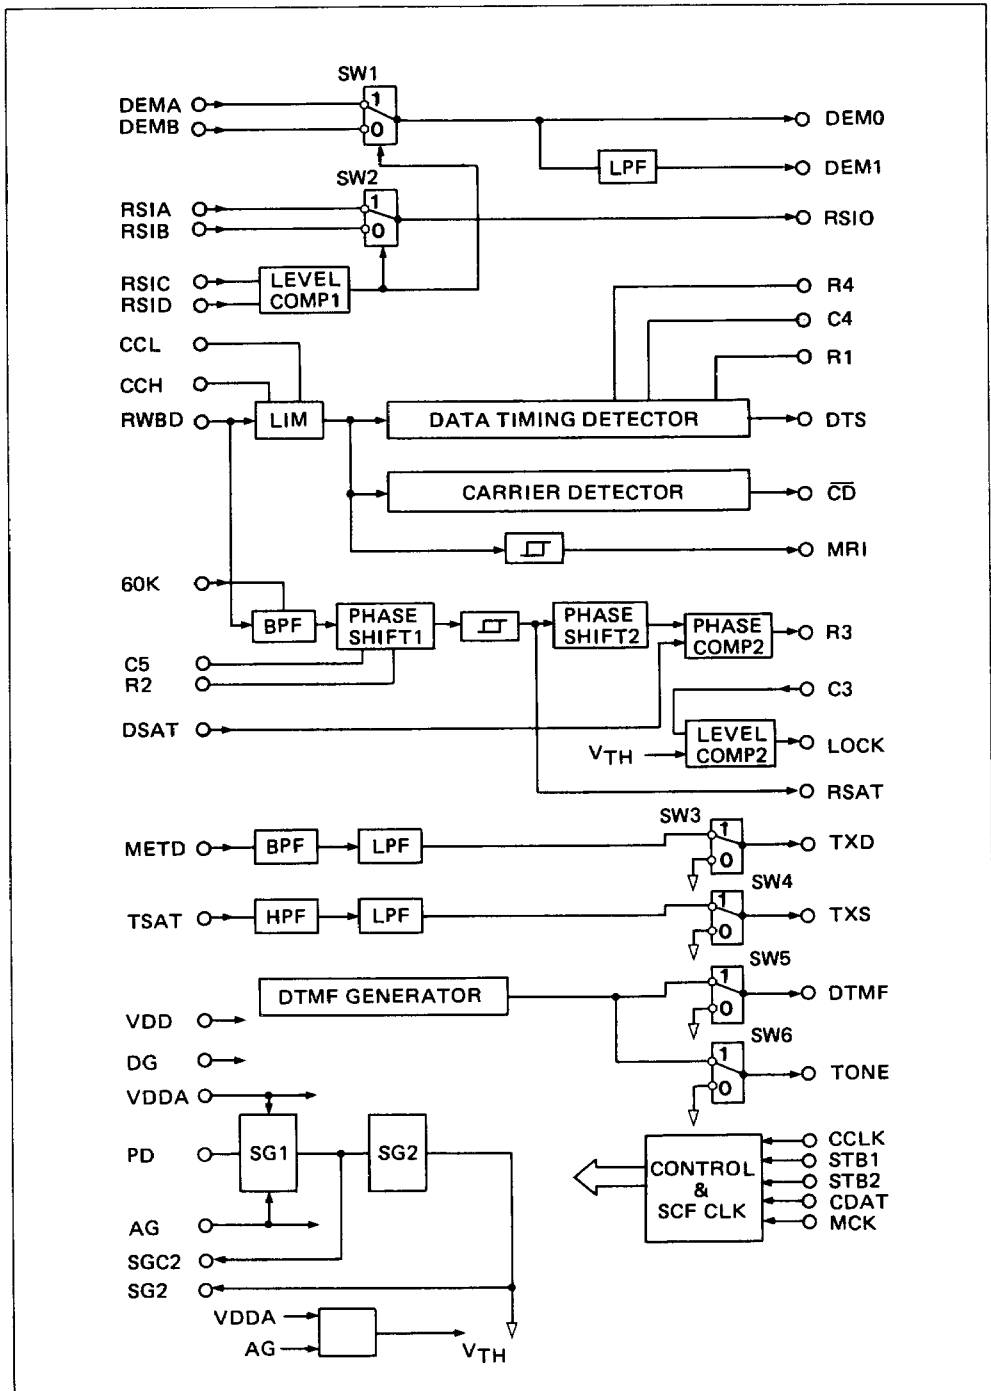 SW1
DEMA
1
DEM0
DEMB
0
LPF
DEM1
SW2
RSIA
1
RSIO
RSIB
0
RSIC
LEVEL
COMP1
RSID
R4
C4
CCL
R1
CCH
RWBD
LIM
DATA TIMING DETECTOR
DTS
CARRIER DETECTOR
CD
MRI
60K
BPF
PHASE
SHIFT1
PHASE
SHIFT2
PHASE
COMP2
R3
C5
R2
C3
DSAT
LEVEL
COMP2
LOCK
VTH
RSAT
SW3
METD
BPF
LPF
1
0
TXD
SW4
TSAT
HPF
LPF
1
0
TXS
SW5
DTMF GENERATOR
1
0
DTMF
VDD
SW6
DG
1
0
TONE
VDDA
PD
SG1
SG2
CONTROL
&
SCF CLK
CCLK
STB1
STB2
CDAT
MCK
AG
SGC2
SG2
VDDA
AG
VTH